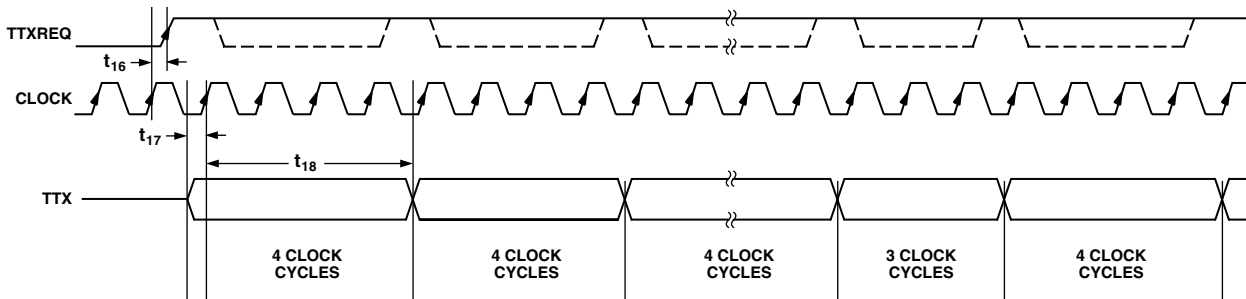 TTXREQ
t16
CLOCK
t17
t18
TTX
4 CLOCK
CYCLES
4 CLOCK
CYCLES
4 CLOCK
CYCLES
3 CLOCK
CYCLES
4 CLOCK
CYCLES